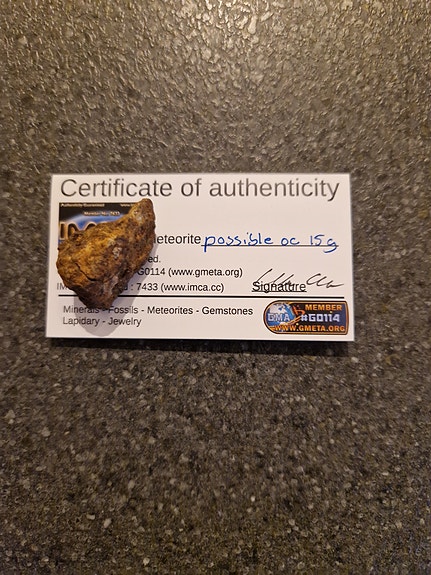 Certificate of authenticity
Meteorite possible oc 15g
G0114 (www.gmeta.org)
: 7433 (www.imca.cc) Signature
Minerals - Fossils - Meteorites - Gemstones
Lapidary - Jewelry
GMA
MEMBER
#G0114
WWW.GMETA.ORG